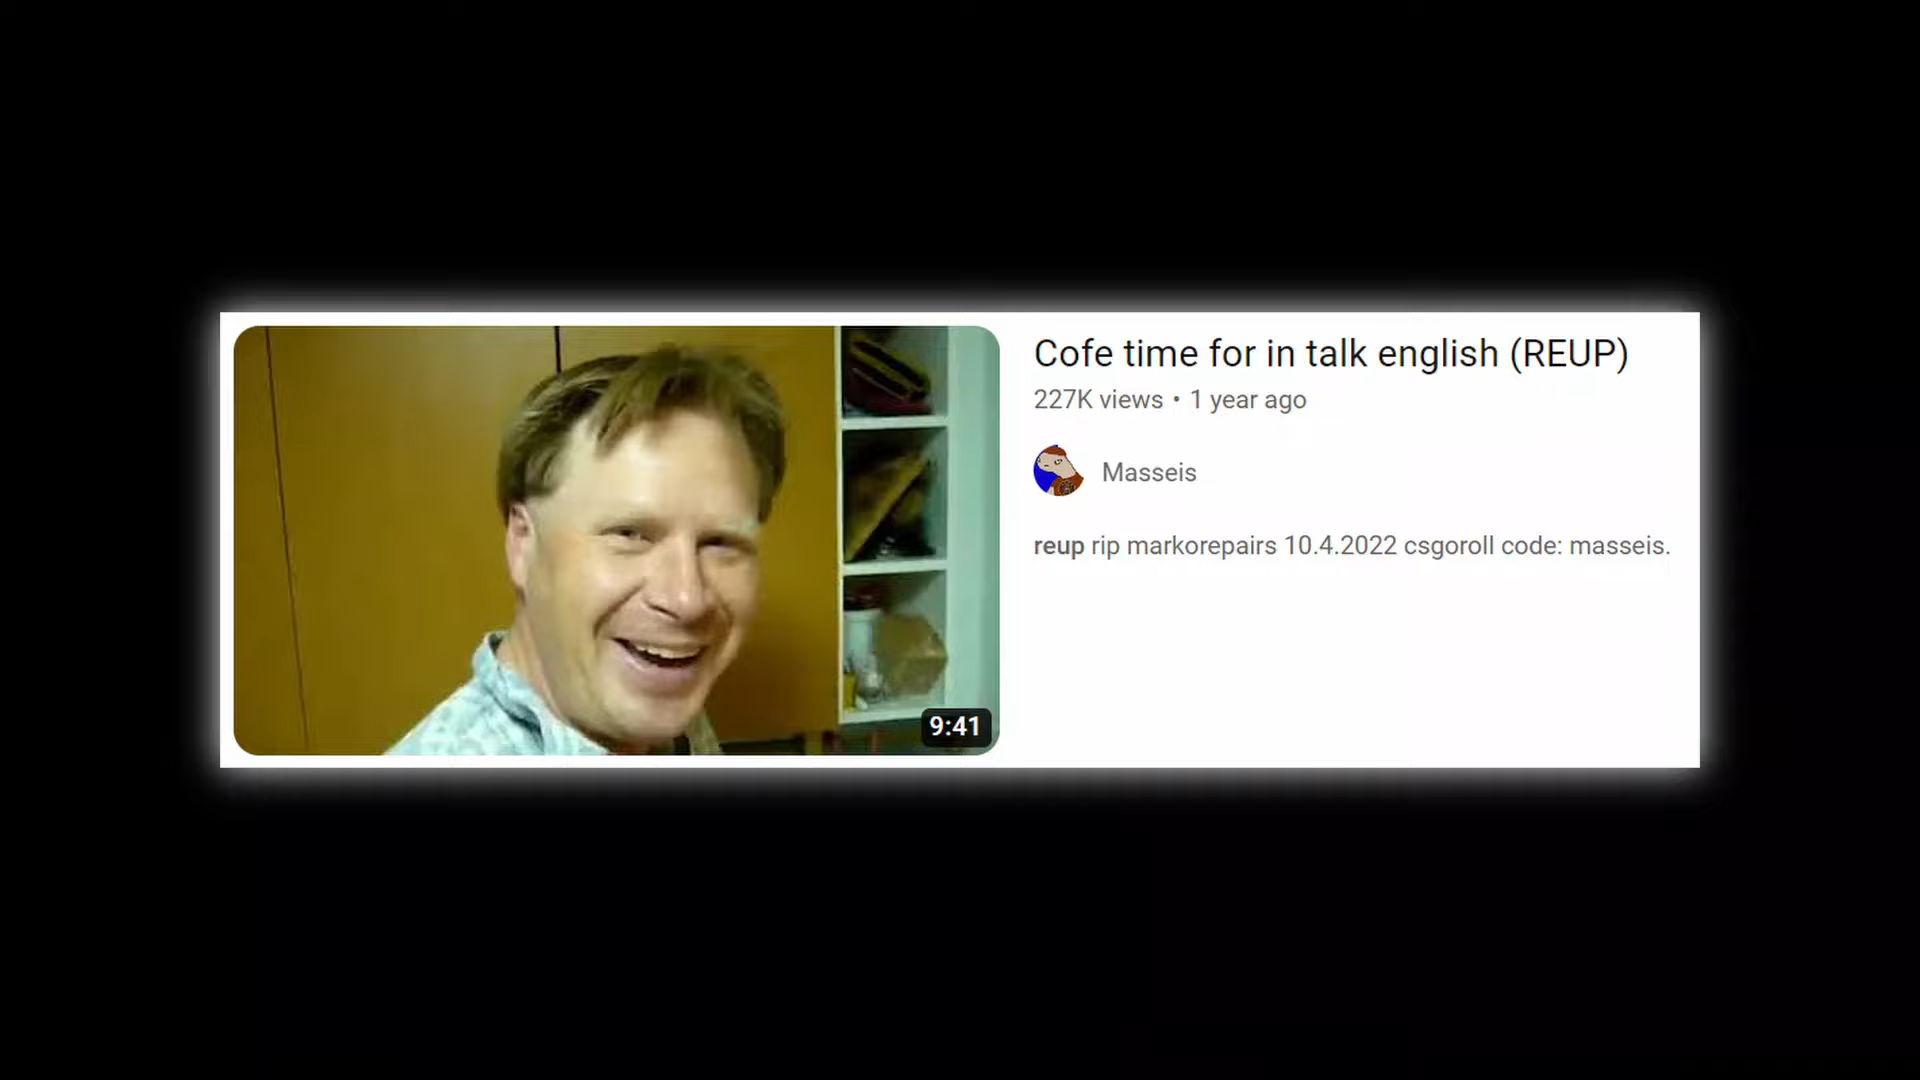 Cofe time for in talk english (REUP)
227K views • 1 year ago
Masseis
reup rip markorepairs 10.4.2022 csgoroll code: masseis.
9:41